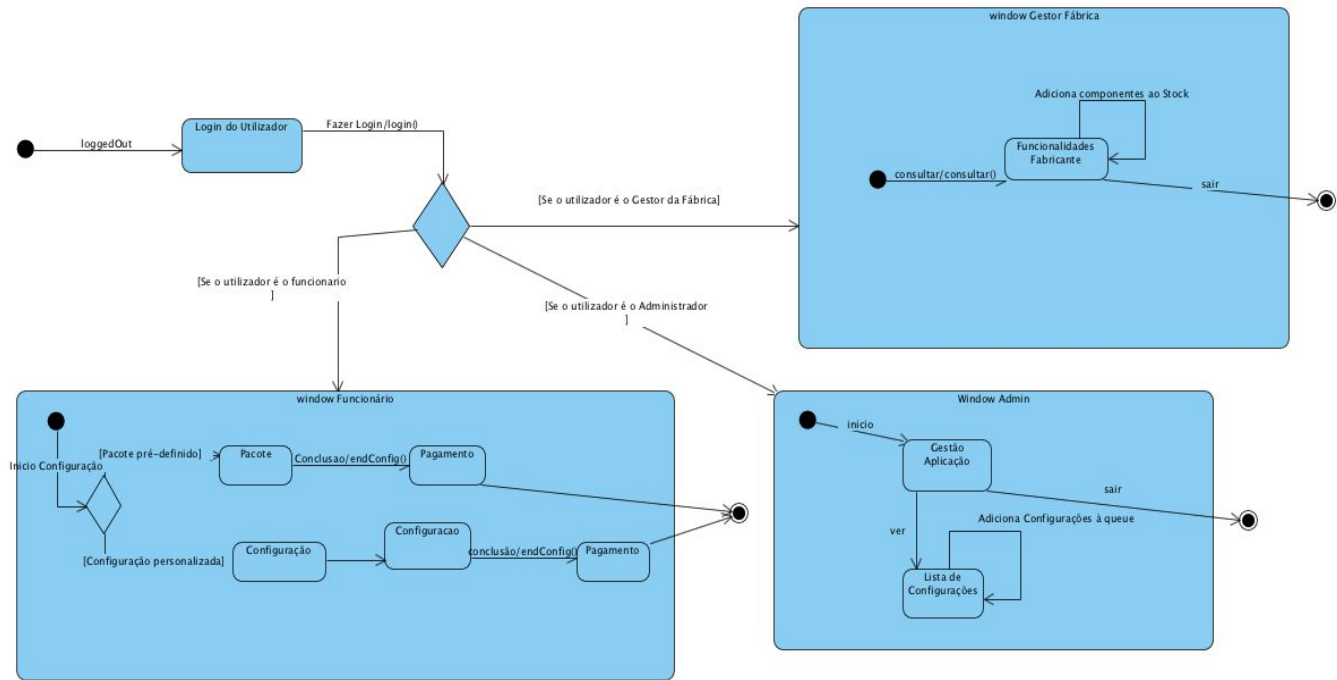 window Gestor Fábrica
Adiciona componentes ao Stock
Login do Utilizador
Fazer Login/login()
loggedOut
Funcionalidades
Fabricante
consultar/consultar()
sair
[Se o utilizador é o Gestor da Fábrica]
[Se o utilizador é o funcionario
]
[Se o utilizador é o Administrador
]
window Funcionário
Inicio Configuração
[Pacote pré-definido]
Pacote
Conclusao/endConfig()
Pagamento
[Configuração personalizada]
Configuração
Configuracao
conclusão/endConfig()
Pagamento
Window Admin
inicio
Gestão
Aplicação
sair
ver
Adiciona Configurações à queue
Lista de
Configurações